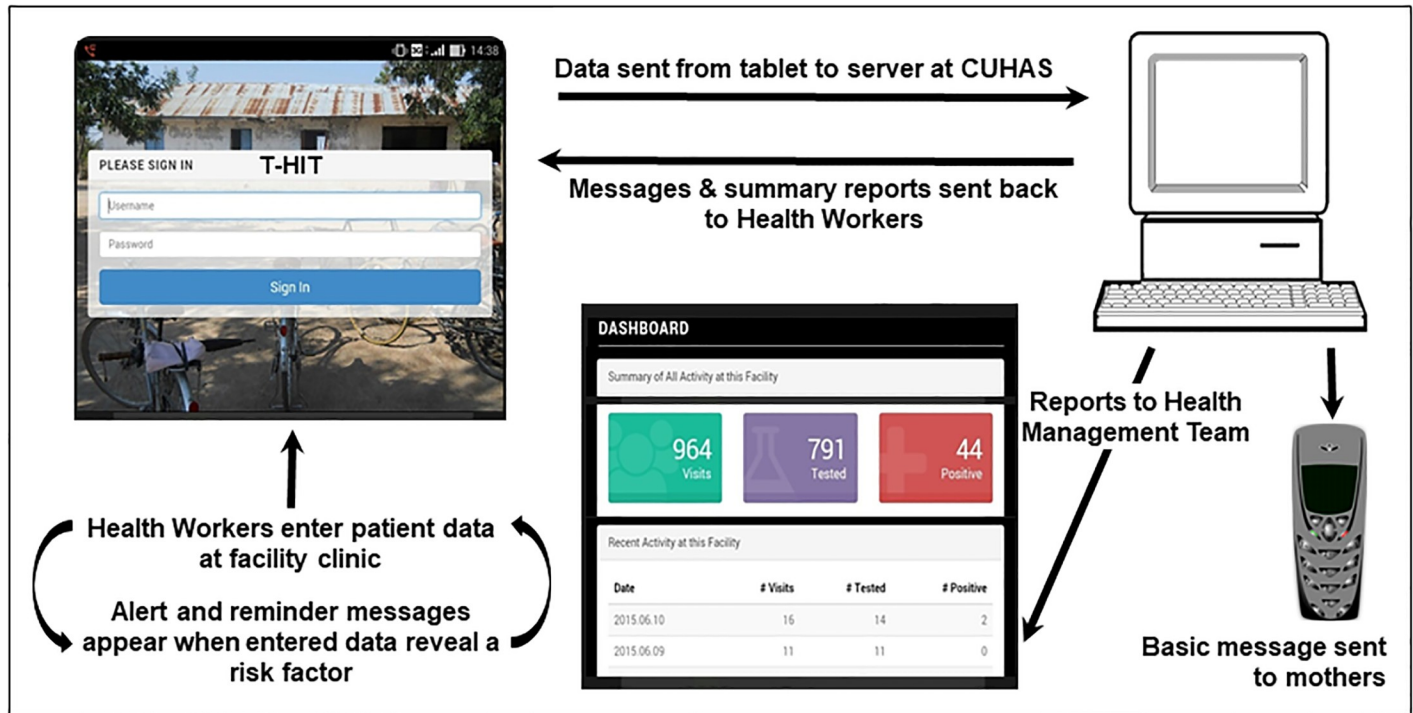 14:38
PLEASE SIGN IN T-HIT
Username
Password
Sign In
Data sent from tablet to server at CUHAS
Messages & summary reports sent back
to Health Workers
Health Workers enter patient data
at facility clinic
Alert and reminder messages
appear when entered data reveal a
risk factor
DASHBOARD
Summary of All Activity at this Facility
964
Visits
791
Tested
44
Positive
Recent Activity at this Facility
Date # Visits # Tested # Positive
2015.06.10 16 14 2
2015.06.09 11 11 0
Reports to Health
Management Team
Basic message sent
to mothers